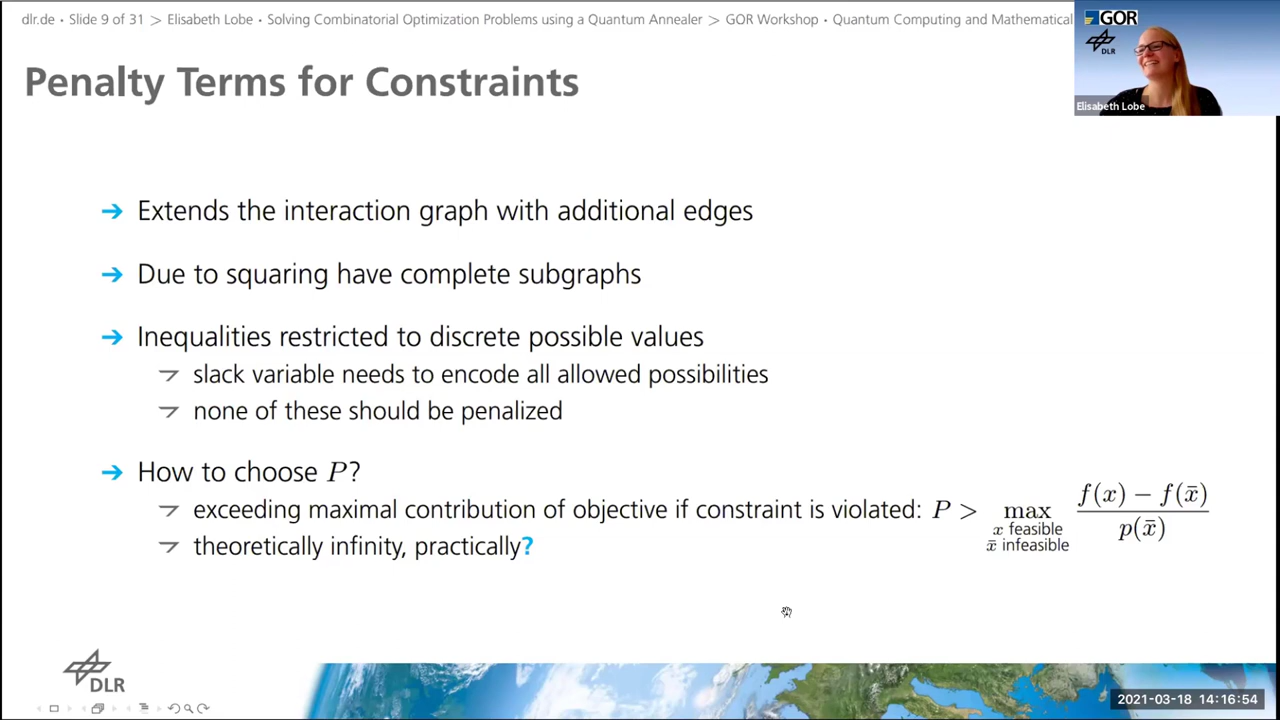 dlr.de · Slide 9 of 31 > Elisabeth Lobe · Solving Combinatorial Optimization Problems using a Quantum Annealer > GOR Workshop · Quantum Computing and Mathematical
GOR
DLR
Elisabeth Lobe
Penalty Terms for Constraints
→ Extends the interaction graph with additional edges
→ Due to squaring have complete subgraphs
→ Inequalities restricted to discrete possible values
slack variable needs to encode all allowed possibilities
none of these should be penalized
→ How to choose P?
exceeding maximal contribution of objective if constraint is violated: P > max x feasible x̄ infeasible (f(x) − f(x̄)) / p(x̄)
theoretically infinity, practically?
DLR
2021-03-18 14:16:54